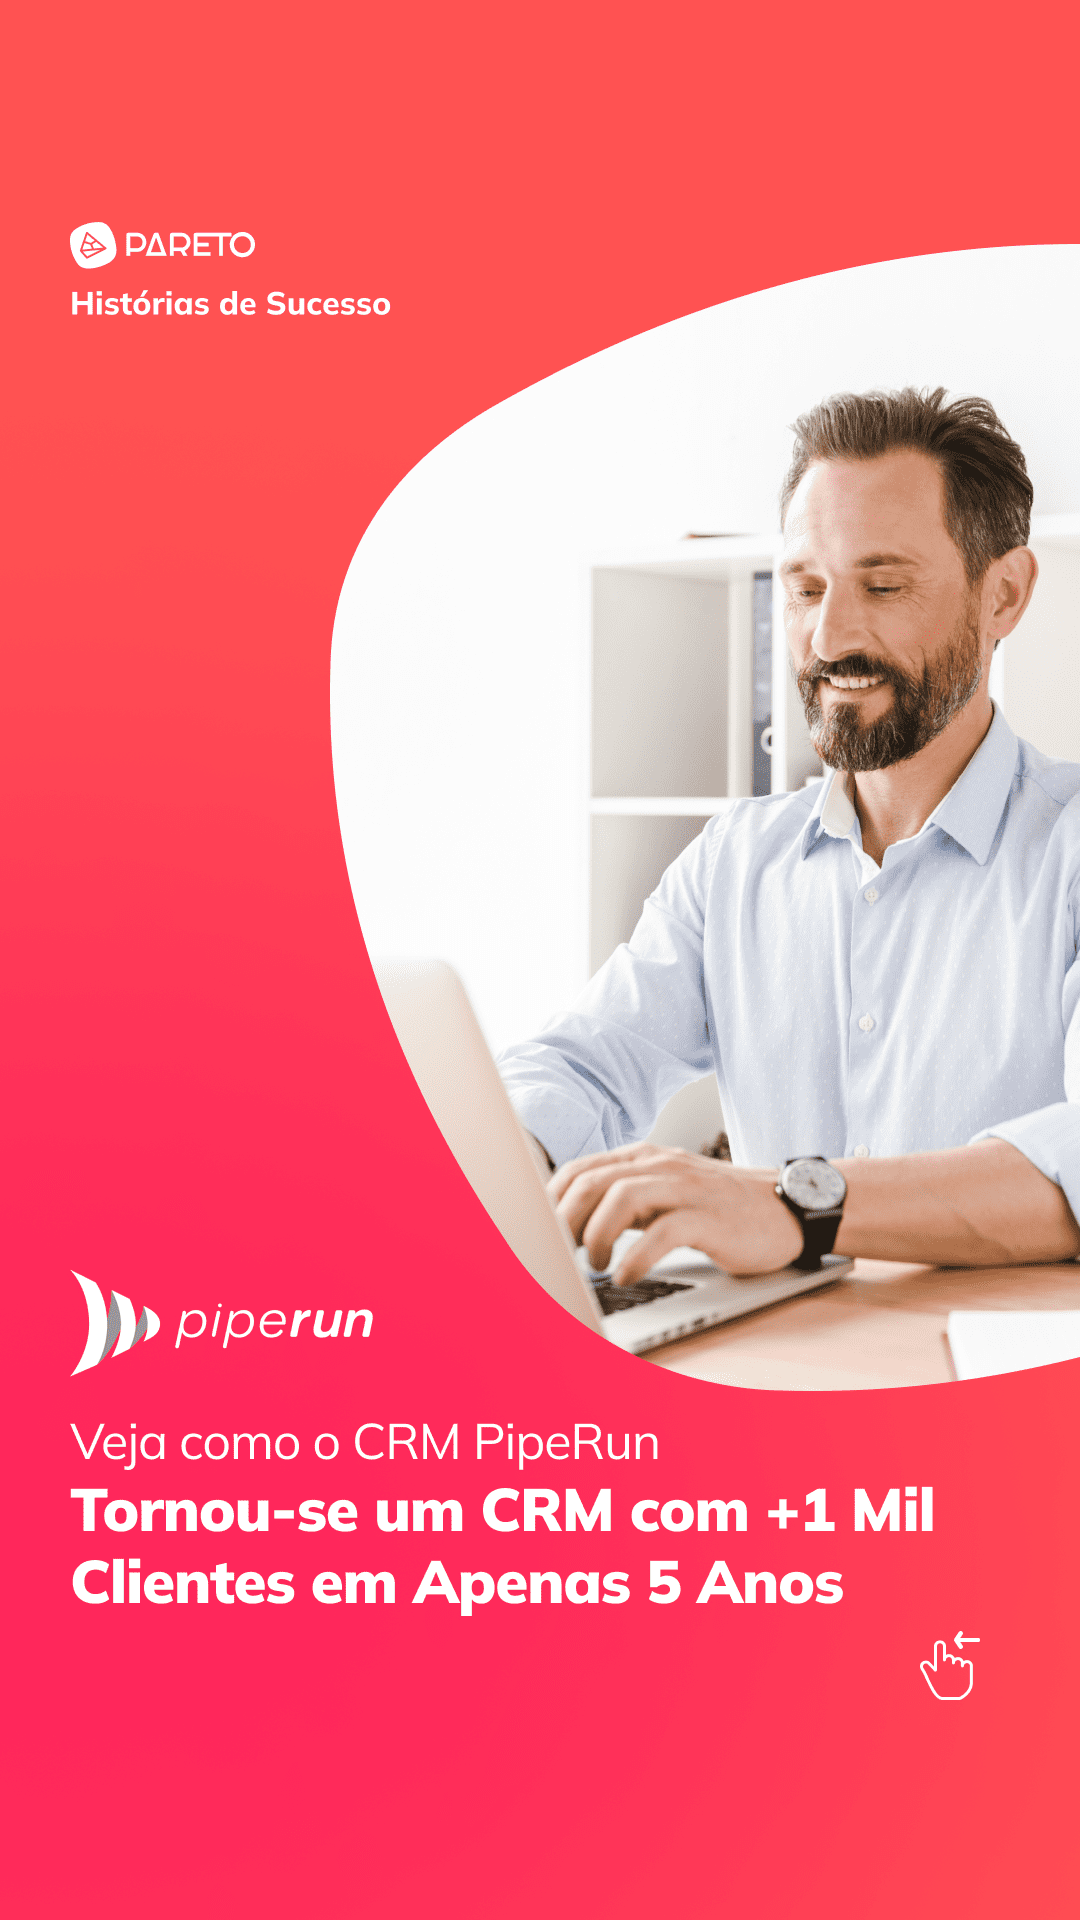 PARETO
Histórias de Sucesso
piperun
Veja como o CRM PipeRun
Tornou-se um CRM com +1 Mil
Clientes em Apenas 5 Anos